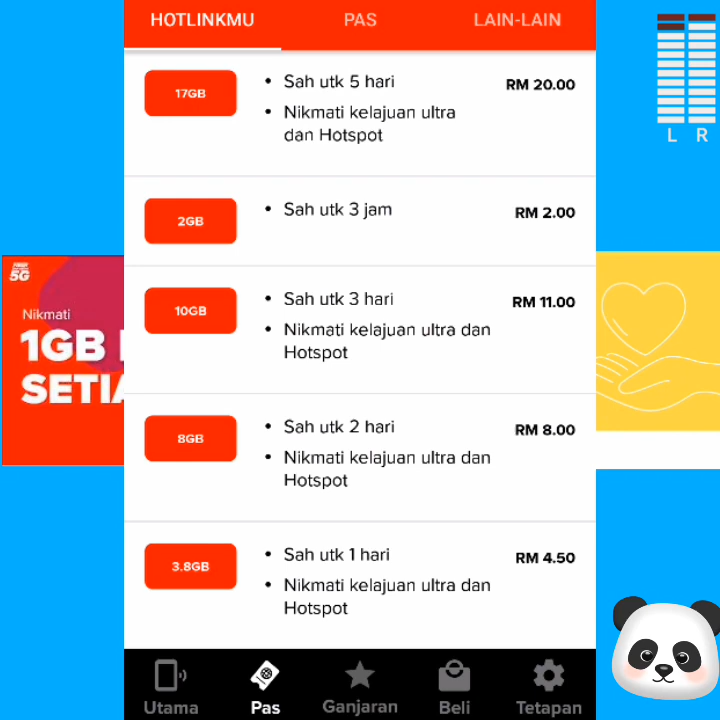 HOTLINKMU PAS LAIN-LAIN
17GB
• Sah utk 5 hari
RM 20.00
• Nikmati kelajuan ultra
dan Hotspot
2GB
• Sah utk 3 jam
RM 2.00
10GB
• Sah utk 3 hari
RM 11.00
• Nikmati kelajuan ultra dan
Hotspot
8GB
• Sah utk 2 hari
RM 8.00
• Nikmati kelajuan ultra dan
Hotspot
3.8GB
• Sah utk 1 hari
RM 4.50
• Nikmati kelajuan ultra dan
Hotspot
Utama Pas Ganjaran Beli Tetapan
5G
Nikmati
1GB
SETIA
L R